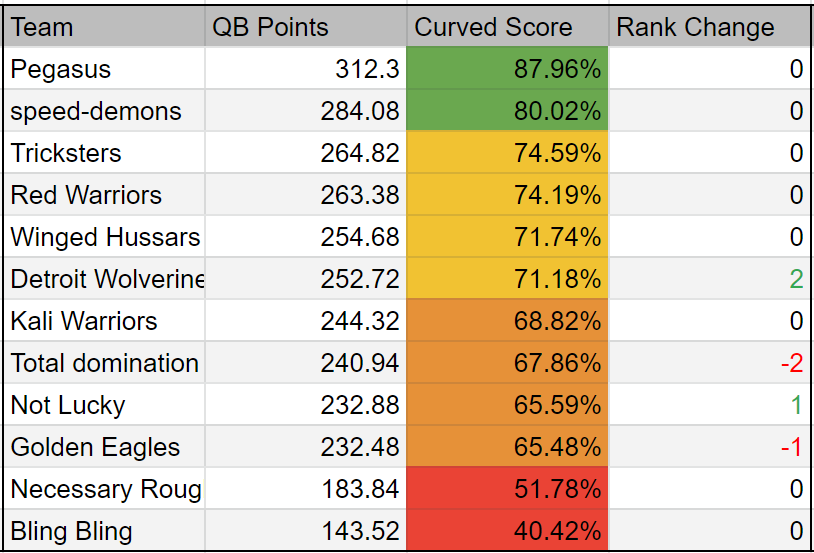 Team QB Points Curved Score Rank Change
Pegasus 312.3 87.96% 0
speed-demons 284.08 80.02% 0
Tricksters 264.82 74.59% 0
Red Warriors 263.38 74.19% 0
Winged Hussars 254.68 71.74% 0
Detroit Wolverine 252.72 71.18% 2
Kali Warriors 244.32 68.82% 0
Total domination 240.94 67.86% -2
Not Lucky 232.88 65.59% 1
Golden Eagles 232.48 65.48% -1
Necessary Roug 183.84 51.78% 0
Bling Bling 143.52 40.42% 0